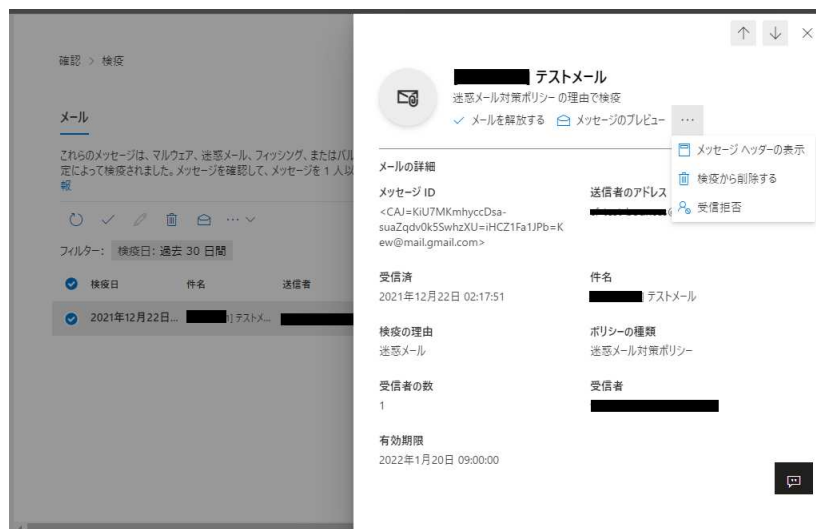 確認 > 検疫
メール
これらのメッセージは、マルウェア、迷惑メール、フィッシング、またはバル
定によって検疫されました。メッセージを確認して、メッセージを 1 人以
報
フィルター: 検疫日: 過去 30 日間
検疫日 件名 送信者
2021年12月22日... ] テストメ...
テストメール
迷惑メール対策ポリシー の理由で検疫
メールを解放する メッセージのプレビュー ...
メッセージ ヘッダーの表示
検疫から削除する
受信拒否
メールの詳細
メッセージ ID
<CAJ=KiU7MKmhyccDsa-
suaZqdv0k5SwhzXU=iHCZ1Fa1JPb=K
ew@mail.gmail.com>
送信者のアドレス
受信済
2021年12月22日 02:17:51
件名
テストメール
検疫の理由
迷惑メール
ポリシーの種類
迷惑メール対策ポリシー
受信者の数
1
受信者
有効期限
2022年1月20日 09:00:00